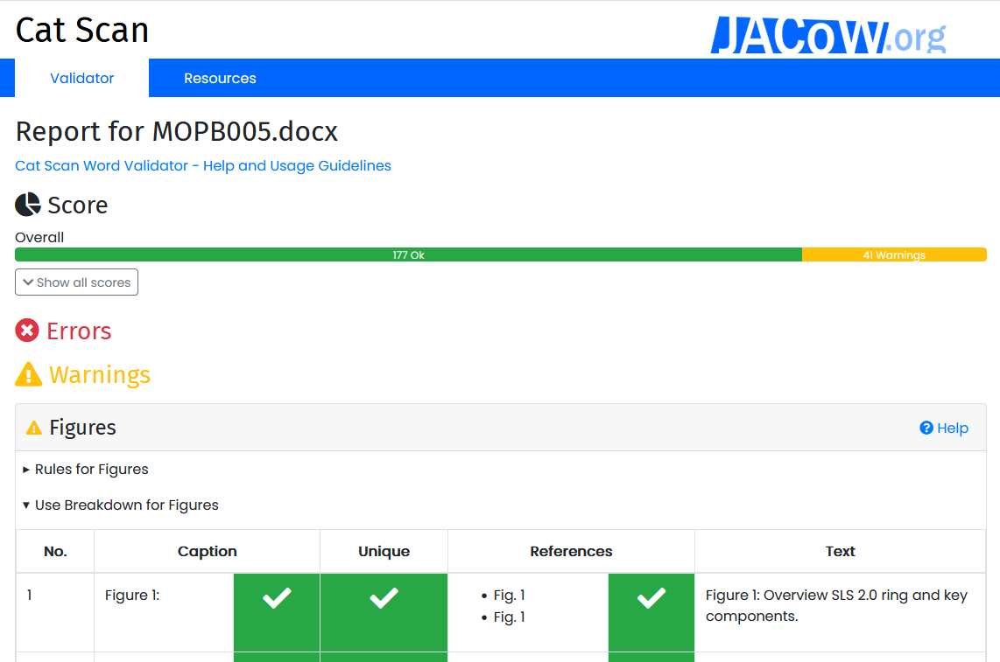 Cat Scan
JACoW.org
Validator Resources
Report for MOPB005.docx
Cat Scan Word Validator - Help and Usage Guidelines
Score
Overall
177 Ok 41 Warnings
Show all scores
Errors
Warnings
Figures Help
Rules for Figures
Use Breakdown for Figures
No. Caption Unique References Text
1 Figure 1: • Fig. 1 Figure 1: Overview SLS 2.0 ring and key
• Fig. 1 components.